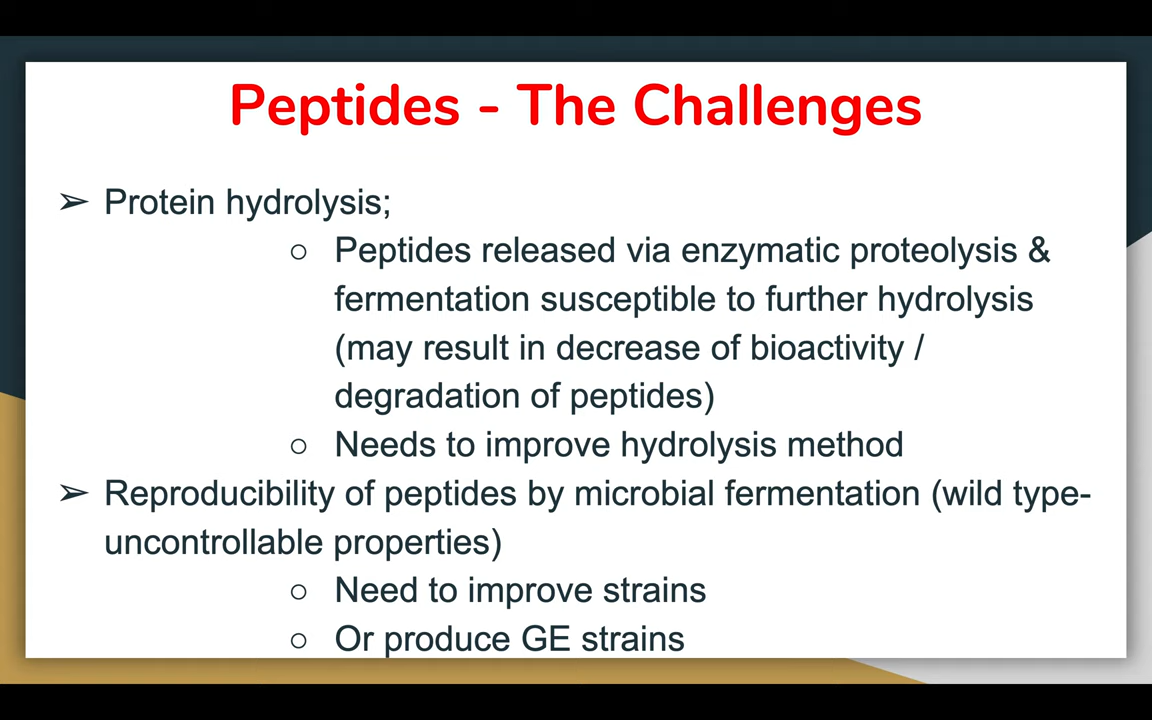 Peptides - The Challenges
➢ Protein hydrolysis;
○ Peptides released via enzymatic proteolysis &
fermentation susceptible to further hydrolysis
(may result in decrease of bioactivity /
degradation of peptides)
○ Needs to improve hydrolysis method
➢ Reproducibility of peptides by microbial fermentation (wild type-
uncontrollable properties)
○ Need to improve strains
○ Or produce GE strains